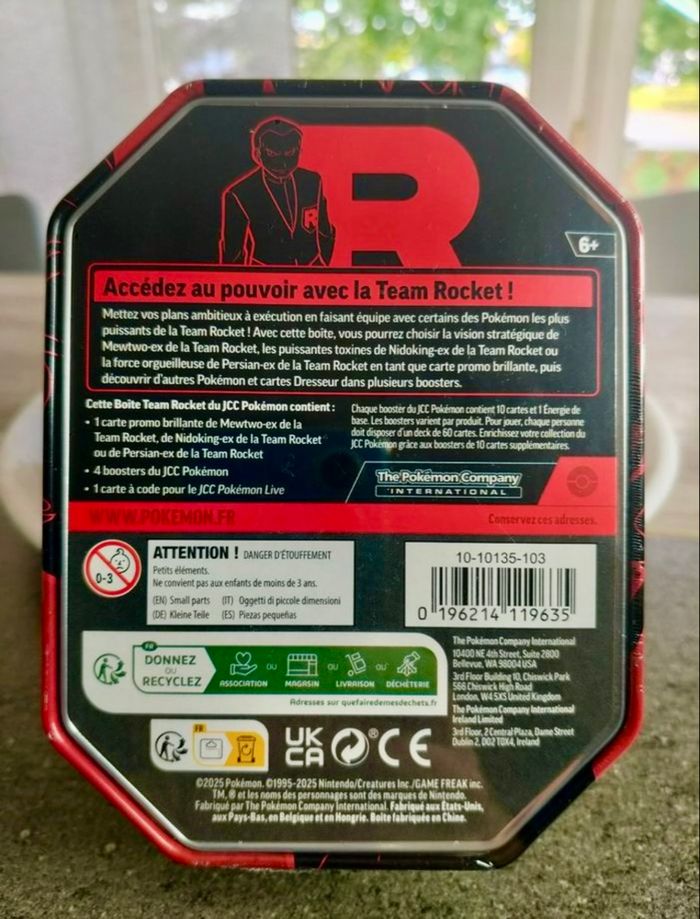 R
R
6+
Accédez au pouvoir avec la Team Rocket !
Mettez vos plans ambitieux à exécution en faisant équipe avec certains des Pokémon les plus
puissants de la Team Rocket ! Avec cette boîte, vous pourrez choisir la vision stratégique de
Mewtwo-ex de la Team Rocket, les puissantes toxines de Nidoking-ex de la Team Rocket ou
la force orgueilleuse de Persian-ex de la Team Rocket en tant que carte promo brillante, puis
découvrir d'autres Pokémon et cartes Dresseur dans plusieurs boosters.
Cette Boîte Team Rocket du JCC Pokémon contient :
• 1 carte promo brillante de Mewtwo-ex de la
Team Rocket, de Nidoking-ex de la Team Rocket
ou de Persian-ex de la Team Rocket
• 4 boosters du JCC Pokémon
• 1 carte à code pour le JCC Pokémon Live
Chaque booster du JCC Pokémon contient 10 cartes et 1 Énergie de
base. Les boosters varient par produit. Pour jouer, chaque personne
doit disposer d'un deck de 60 cartes. Enrichissez votre collection du
JCC Pokémon grâce aux boosters de 10 cartes supplémentaires.
The Pokémon Company
INTERNATIONAL
WWW.POKEMON.FR
Conservez ces adresses.
0-3
ATTENTION ! DANGER D'ÉTOUFFEMENT
Petits éléments.
Ne convient pas aux enfants de moins de 3 ans.
(EN) Small parts (IT) Oggetti di piccole dimensioni
(DE) Kleine Teile (ES) Piezas pequeñas
10-10135-103
0 196214 119635
FR
DONNEZ
OU
RECYCLEZ
ASSOCIATION
OU
MAGASIN
OU
LIVRAISON
OU
DÉCHÈTERIE
Adresses sur quefairedemesdechets.fr
The Pokémon Company International
10400 NE 4th Street, Suite 2800
Bellevue, WA 98004 USA
3rd Floor Building 10, Chiswick Park
566 Chiswick High Road
London, W4 5XS United Kingdom
The Pokémon Company International
Ireland Limited
3rd Floor, 2 Central Plaza, Dame Street
Dublin 2, D02 T0X4, Ireland
FR
UK
CA
®
CE
©2025 Pokémon. ©1995-2025 Nintendo/Creatures Inc./GAME FREAK inc.
TM, ® et les noms des personnages sont des marques de Nintendo.
Fabriqué par The Pokémon Company International. Fabriqué aux États-Unis,
aux Pays-Bas, en Belgique et en Hongrie. Boîte fabriquée en Chine.